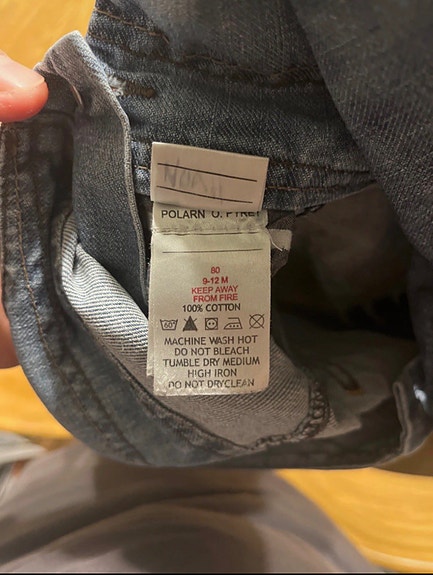 POLARN O. PYRET
80
9-12 M
KEEP AWAY
FROM FIRE
100% COTTON
60°
MACHINE WASH HOT
DO NOT BLEACH
TUMBLE DRY MEDIUM
HIGH IRON
DO NOT DRYCLEAN